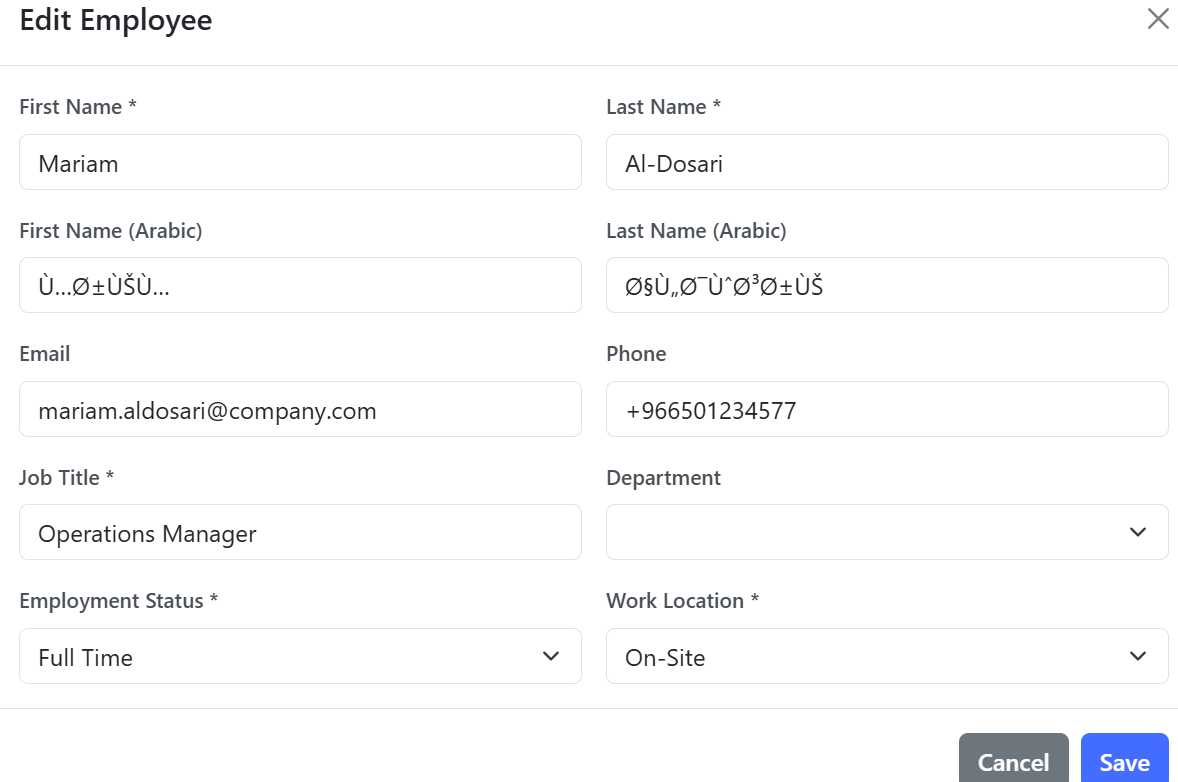 Edit Employee
First Name *
Last Name *
Mariam
Al-Dosari
First Name (Arabic)
Last Name (Arabic)
Ù…Ø±ÙŠÙ…
Ø§Ù„Ø¯ÙˆØ³Ø±ÙŠ
Email
Phone
mariam.aldosari@company.com
+966501234577
Job Title *
Department
Operations Manager
Employment Status *
Work Location *
Full Time
On-Site
Cancel
Save